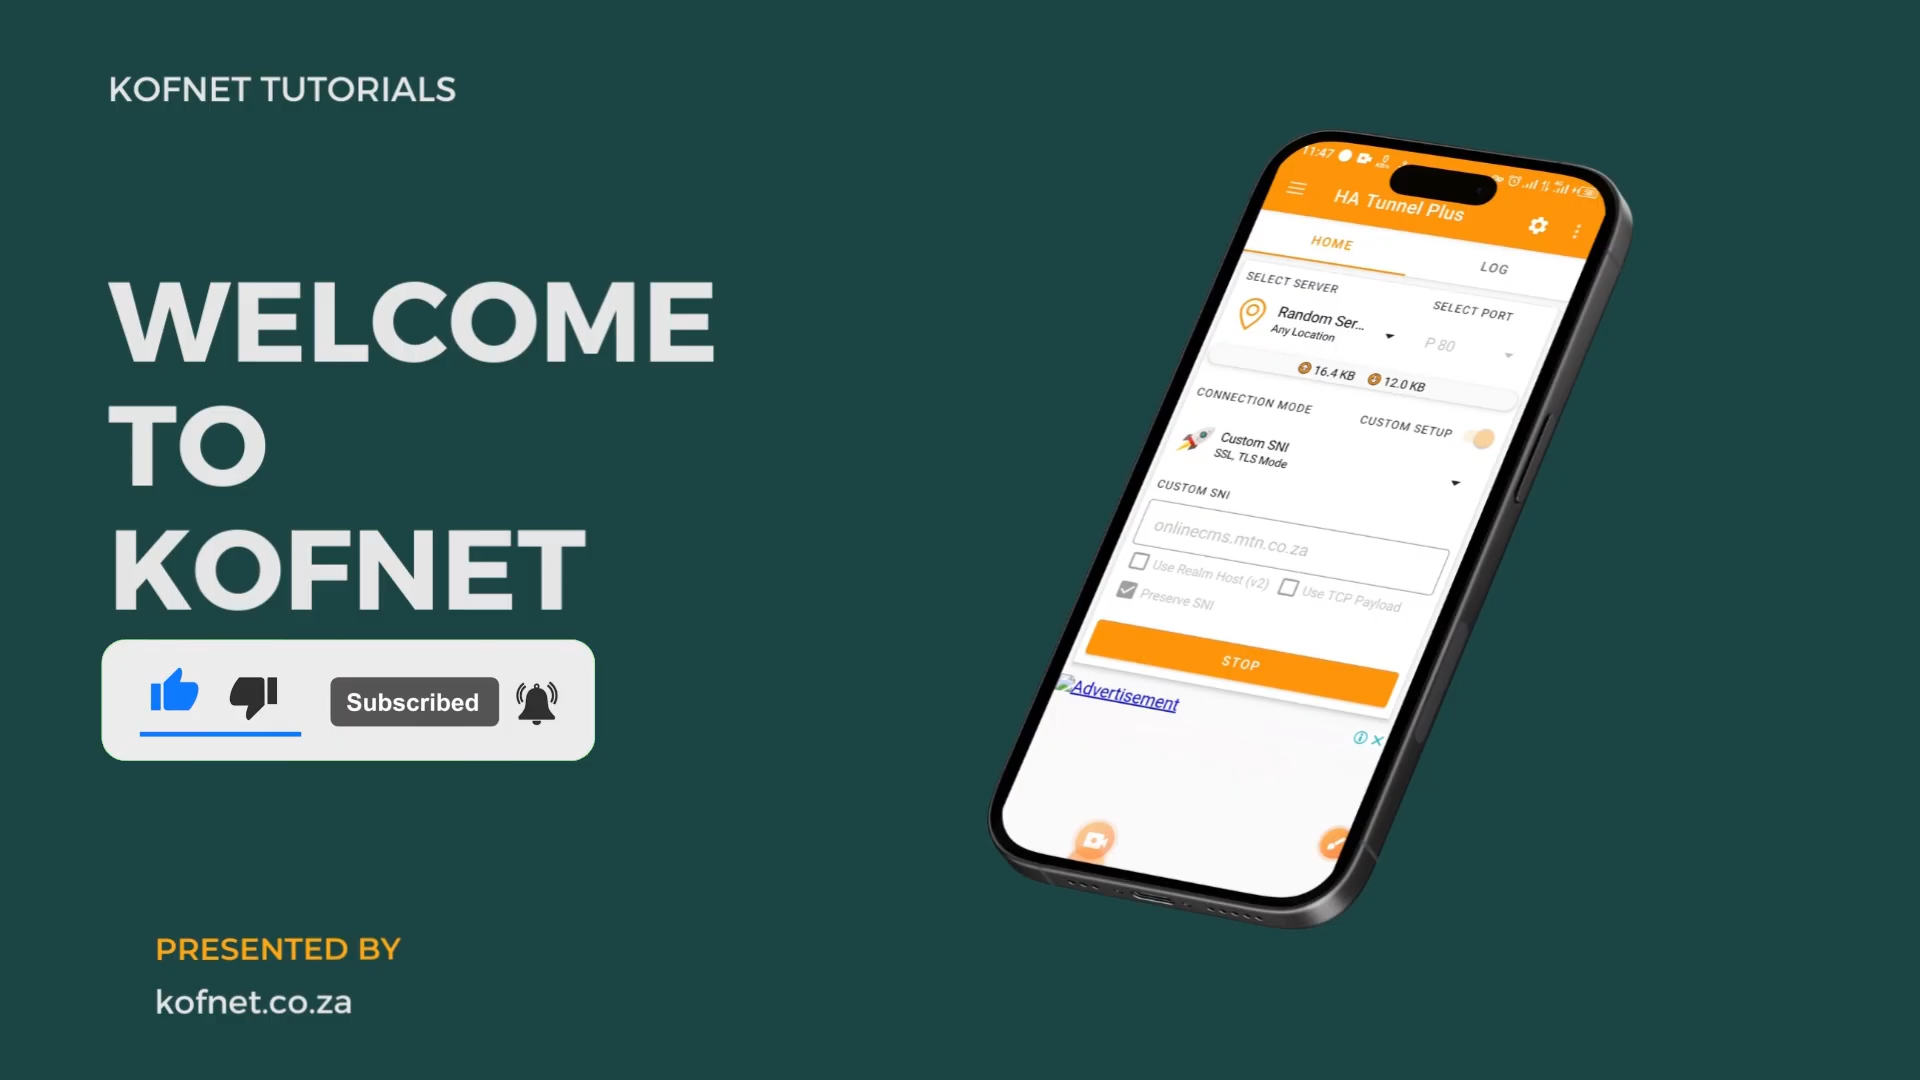 KOFNET TUTORIALS
WELCOME
TO
KOFNET
Subscribed
PRESENTED BY
kofnet.co.za
11:47
HA Tunnel Plus
HOME
LOG
SELECT SERVER
SELECT PORT
Random Ser...
Any Location
P 80
16.4 KB 12.0 KB
CONNECTION MODE
CUSTOM SETUP
Custom SNI
SSL, TLS Mode
CUSTOM SNI
onlinecms.mtn.co.za
Use Realm Host (v2) Use TCP Payload
Preserve SNI
STOP
Advertisement